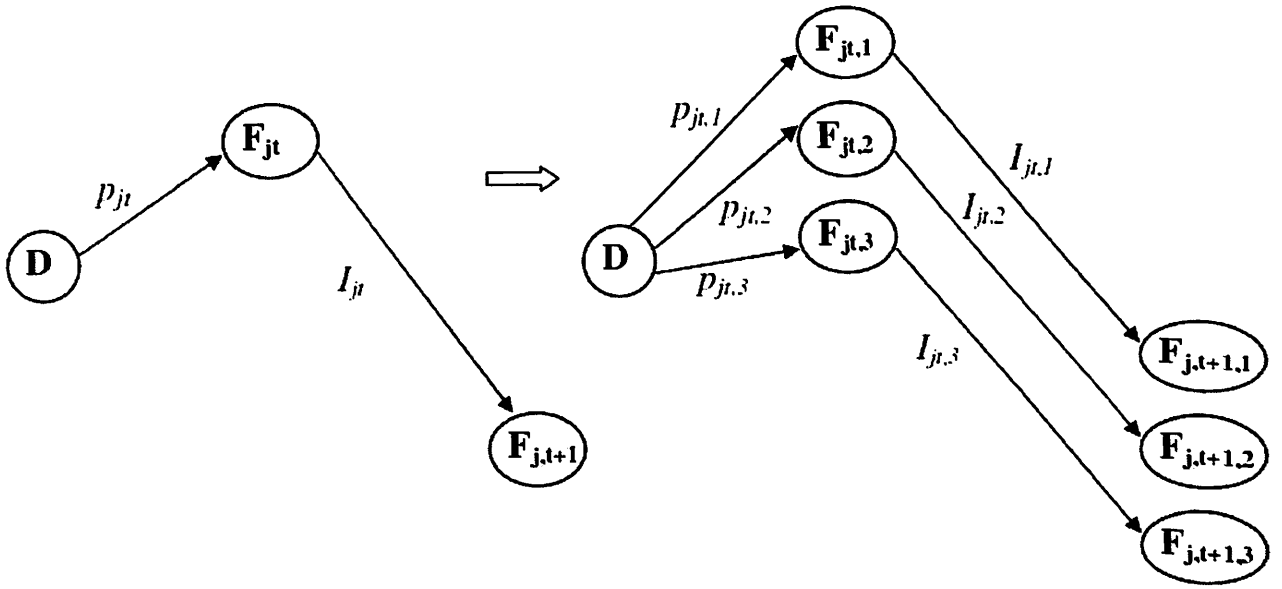 F_jt
p_jt
D
I_jt
F_j,t+1
F_jt,1
p_jt,1
F_jt,2
I_jt,1
p_jt,2
I_jt,2
F_jt,3
D
p_jt,3
I_jt,3
F_j,t+1,1
F_j,t+1,2
F_j,t+1,3